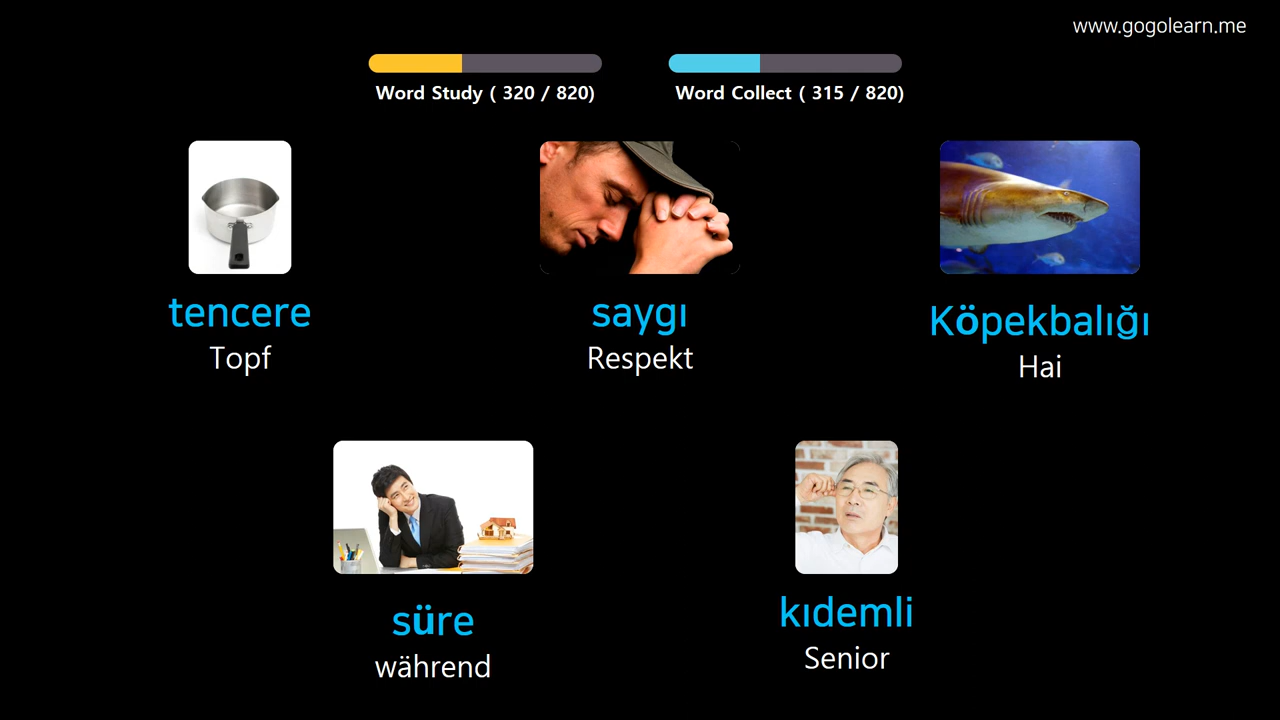 www.gogolearn.me
Word Study ( 320 / 820)
Word Collect ( 315 / 820)
tencere
Topf
saygı
Respekt
Köpekbalığı
Hai
süre
während
kıdemli
Senior